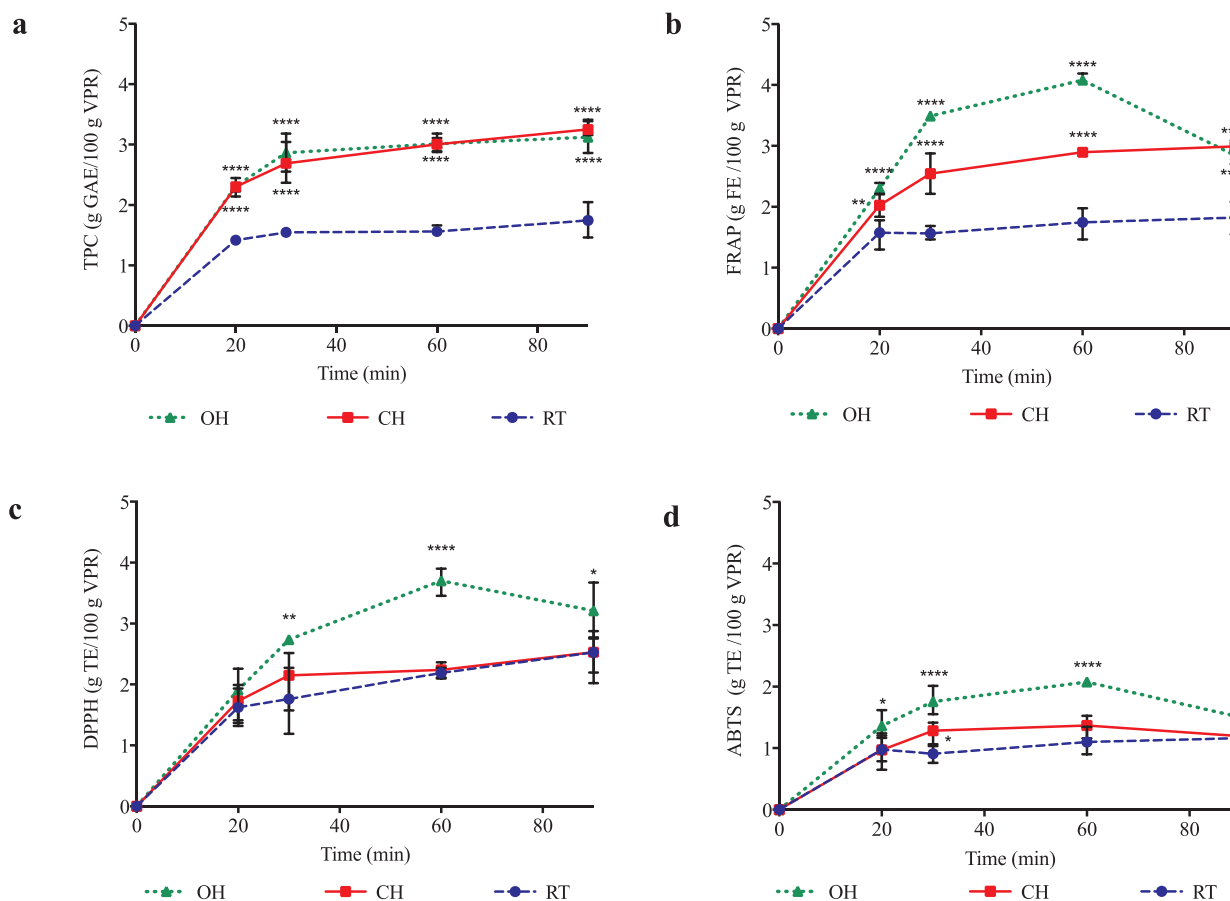 a
TPC (g GAE/100 g VPR)
5
4
3
2
1
0
**** **** **** ****
**** **** **** ****
0 20 40 60 80
Time (min)
OH CH RT
b
FRAP (g FE /100 g VPR)
5
4
3
2
1
0
**** **** ****
** **** ****
0 20 40 60 80
Time (min)
OH CH RT
c
DPPH (g TE/100 g VPR)
5
4
3
2
1
0
** **** *
0 20 40 60 80
Time (min)
OH CH RT
d
ABTS (g TE /100 g VPR)
5
4
3
2
1
0
* **** ****
*
0 20 40 60 80
Time (min)
OH CH RT